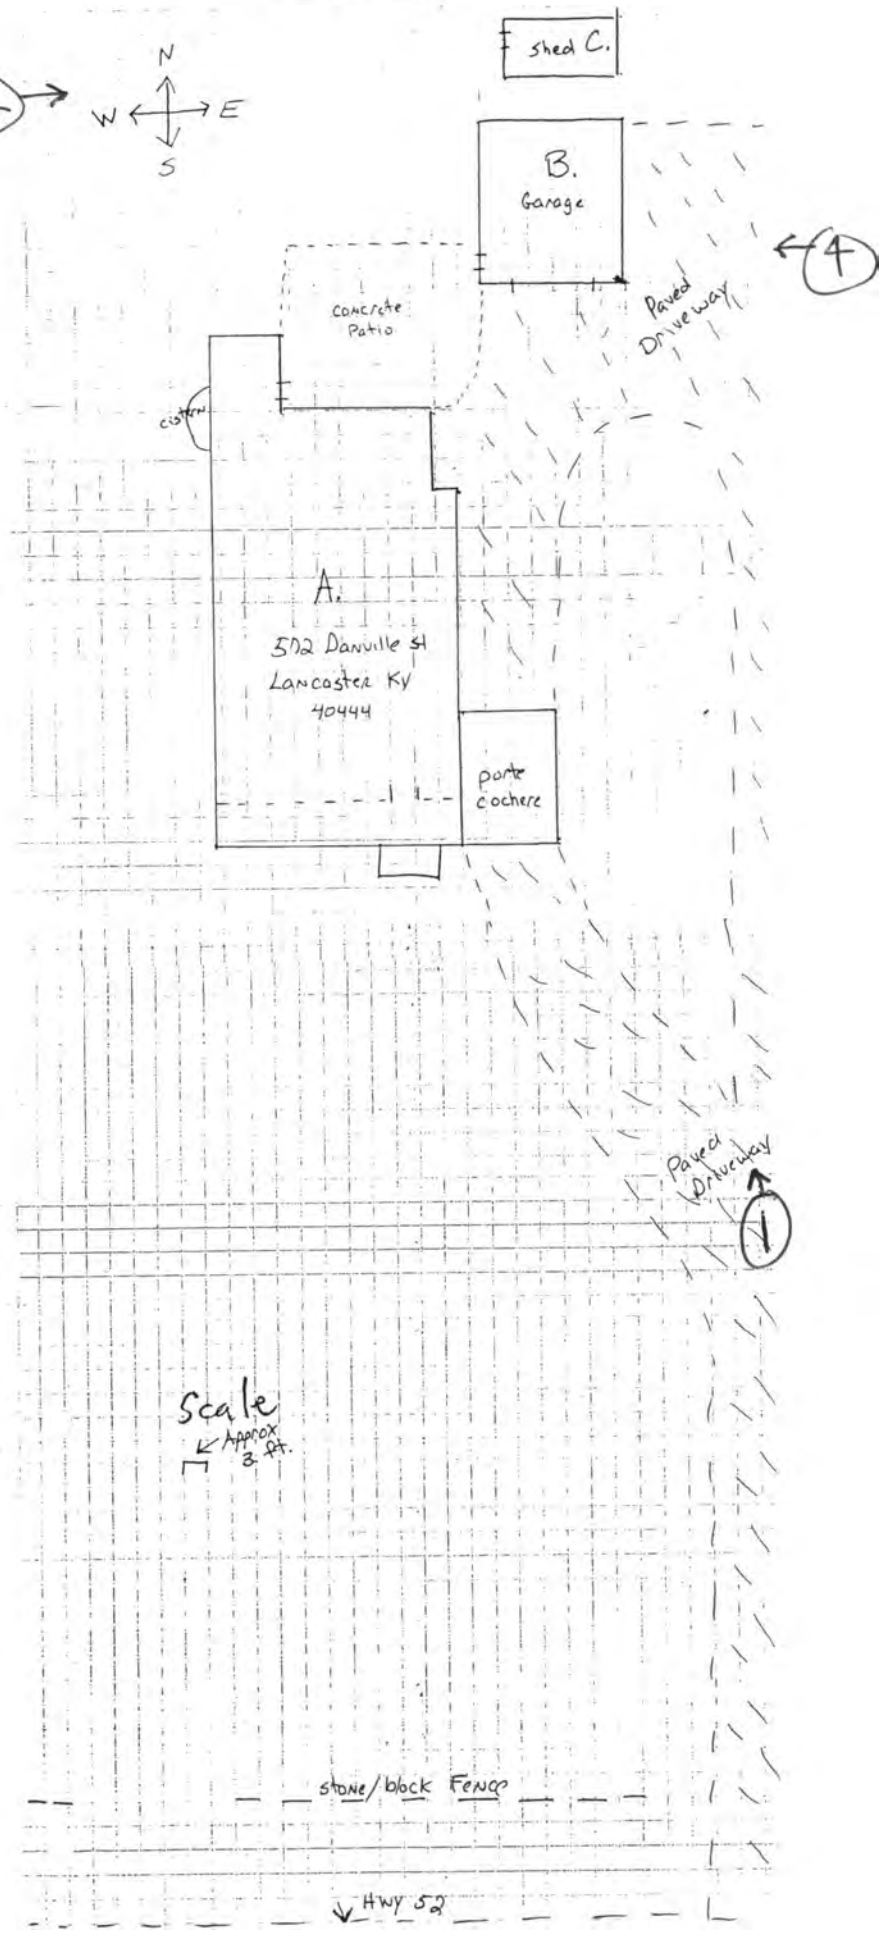 shed C.
N
W E
S
B.
Garage
4
Paved
Driveway
concrete
Patio
cistern
A.
502 Danville St
Lancaster Ky
40444
porte
cochere
Paved
Driveway
1
Scale
Approx
3 ft.
stone/block Fence
HWY 52